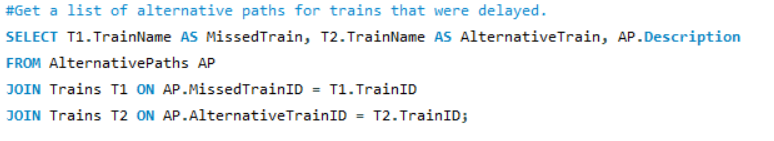 #Get a list of alternative paths for trains that were delayed.
SELECT T1.TrainName AS MissedTrain, T2.TrainName AS AlternativeTrain, AP.Description
FROM AlternativePaths AP
JOIN Trains T1 ON AP.MissedTrainID = T1.TrainID
JOIN Trains T2 ON AP.AlternativeTrainID = T2.TrainID;